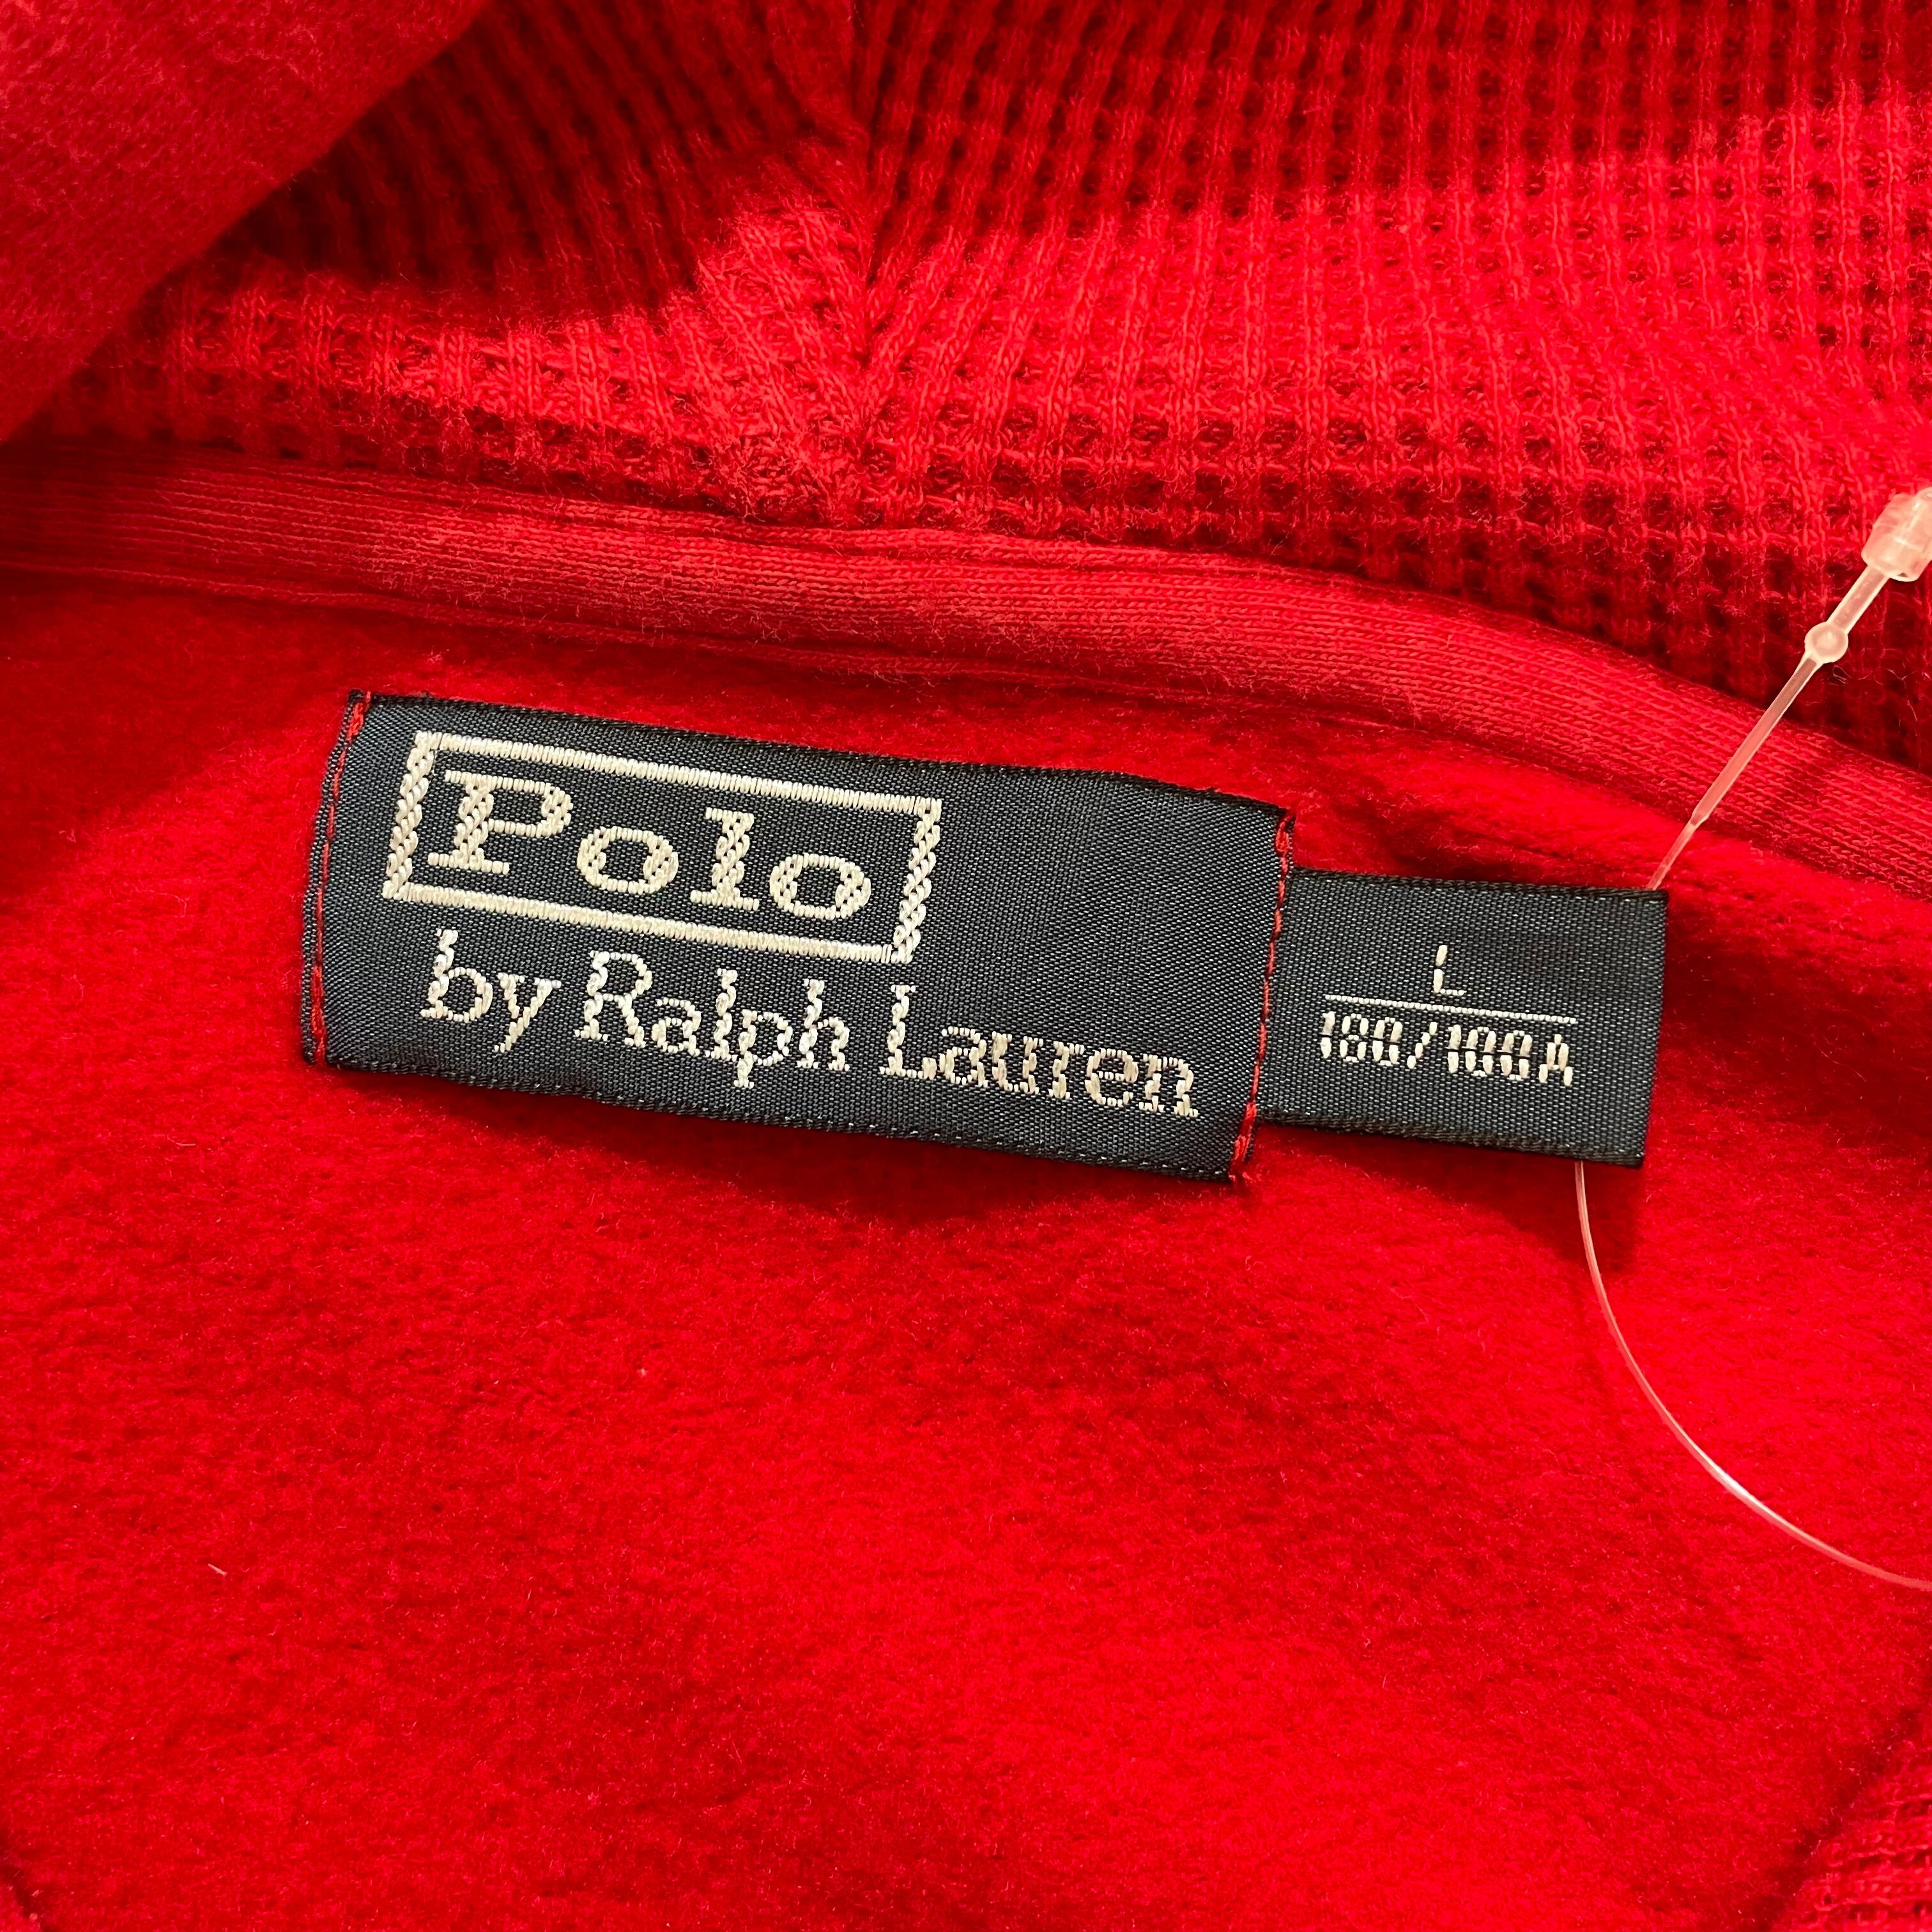 Polo
by Ralph Lauren
L
180/100A